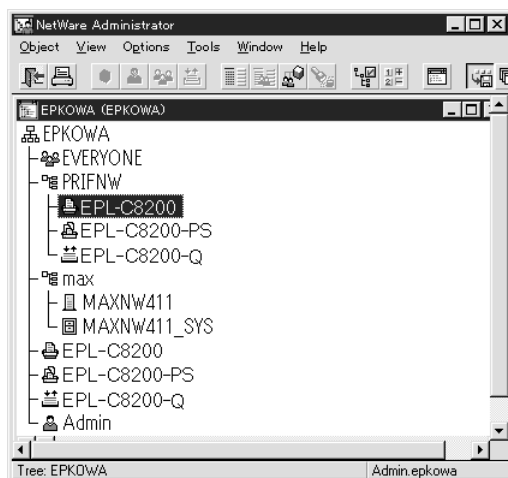 NetWare Administrator
Object View Options Tools Window Help
EPKOWA (EPKOWA)
EPKOWA
EVERYONE
PRIFNW
EPL-C8200
EPL-C8200-PS
EPL-C8200-Q
max
MAXNW411
MAXNW411_SYS
EPL-C8200
EPL-C8200-PS
EPL-C8200-Q
Admin
Tree: EPKOWA Admin.epkowa